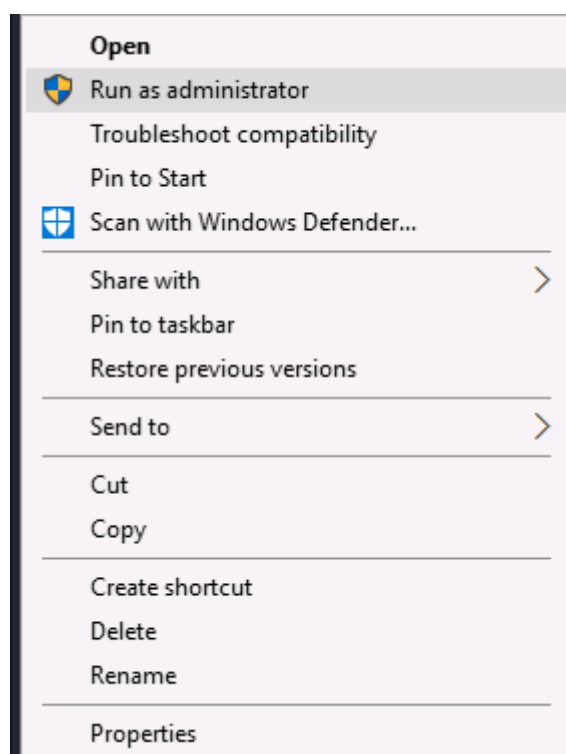 Open
Run as administrator
Troubleshoot compatibility
Pin to Start
Scan with Windows Defender...
Share with
Pin to taskbar
Restore previous versions
Send to
Cut
Copy
Create shortcut
Delete
Rename
Properties